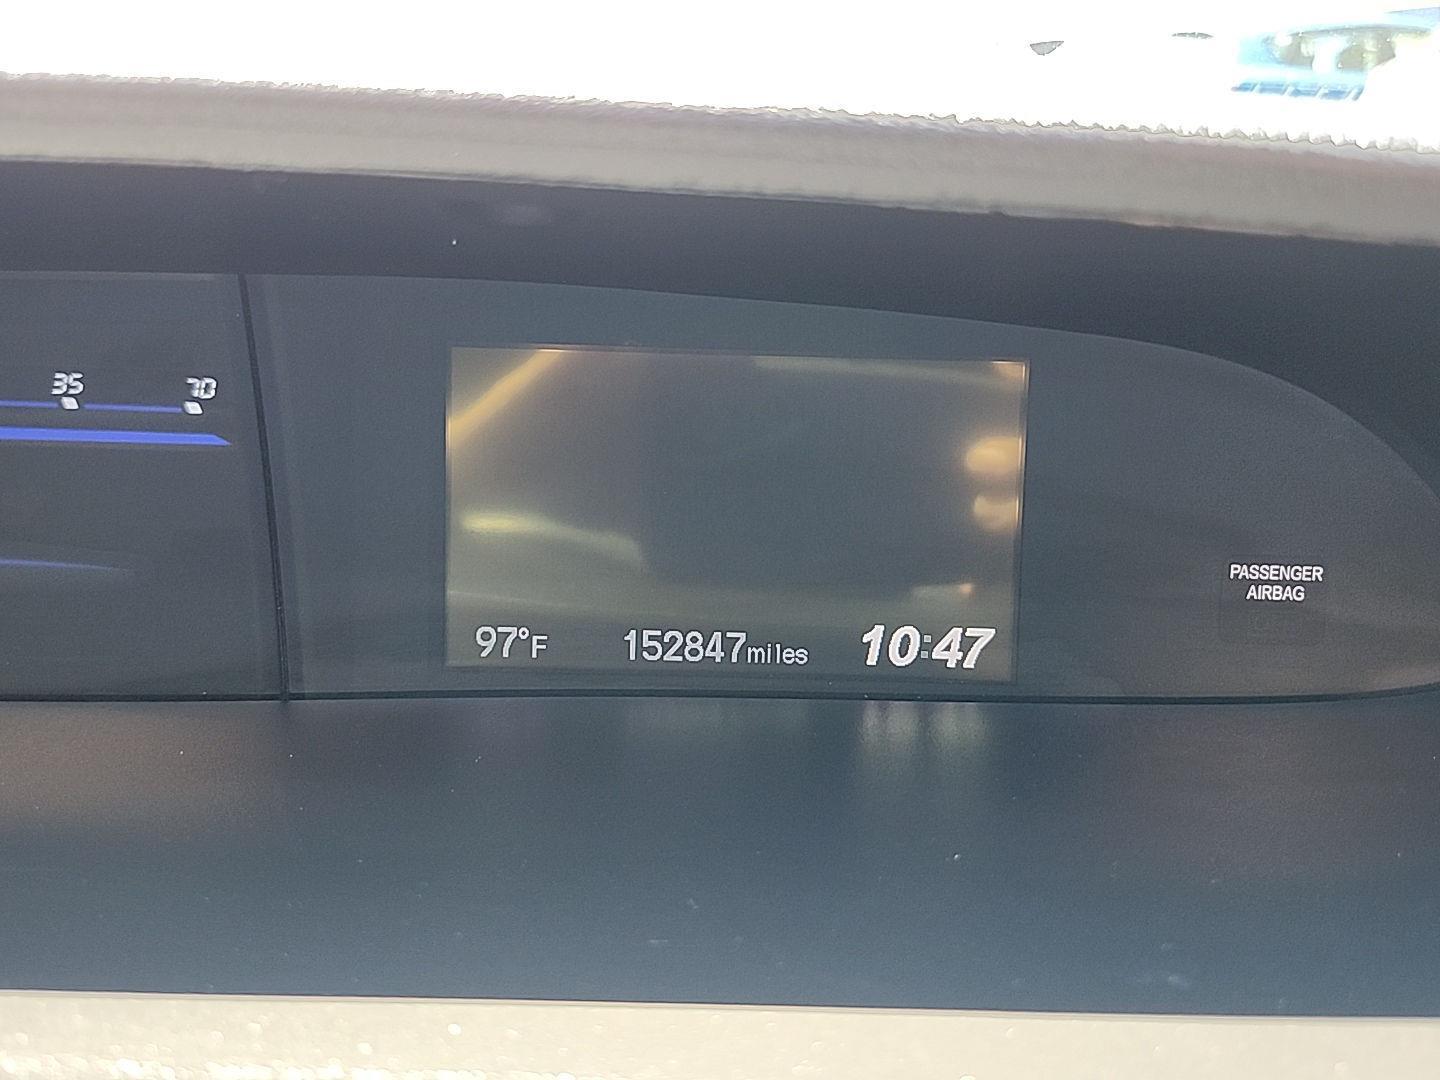 35 70
97°F 152847miles 10:47
PASSENGER
AIRBAG